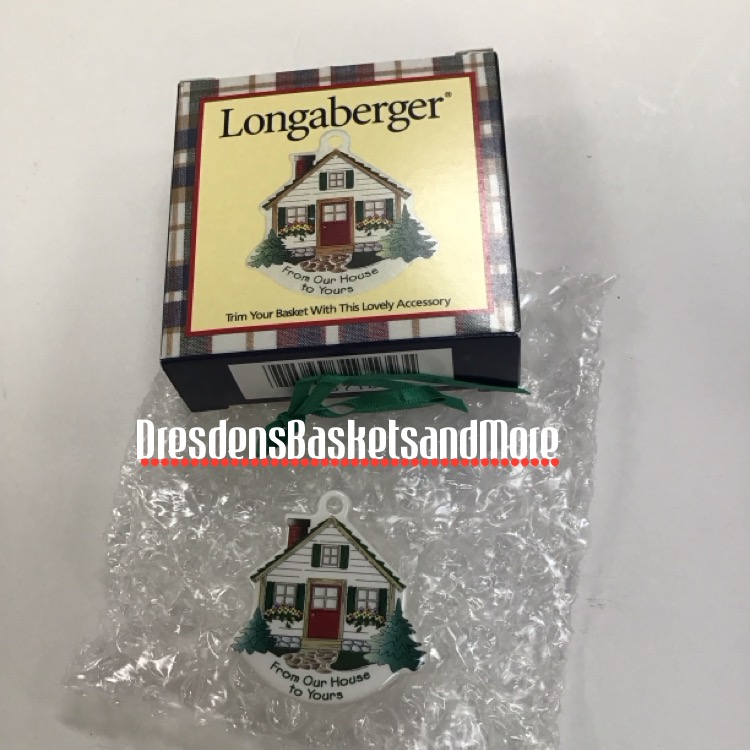 Longaberger®
From Our House
to Yours
Trim Your Basket With This Lovely Accessory
DresdensBasketsandMore
From Our House
to Yours